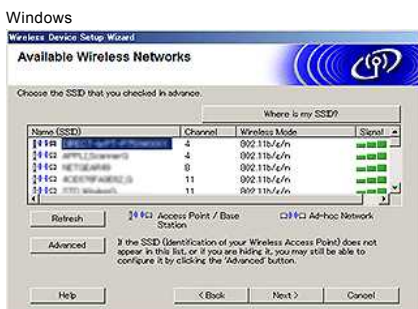 Windows
Wireless Device Setup Wizard
Available Wireless Networks
Choose the SSID that you checked in advance.
Where is my SSID?
Name (SSID) Channel Wireless Mode Signal
4 802.11b/g/n
4 802.11b/g/n
8 802.11b/g/n
11 802.11b/g/n
11 802.11b/g/n
Refresh
Access Point / Base Station
Ad-hoc Network
Advanced
If the SSID (Identification of your Wireless Access Point) does not
appear in this list, or if you are hiding it, you may still be able to
configure it by clicking the 'Advanced' button.
Help
< Back
Next >
Cancel